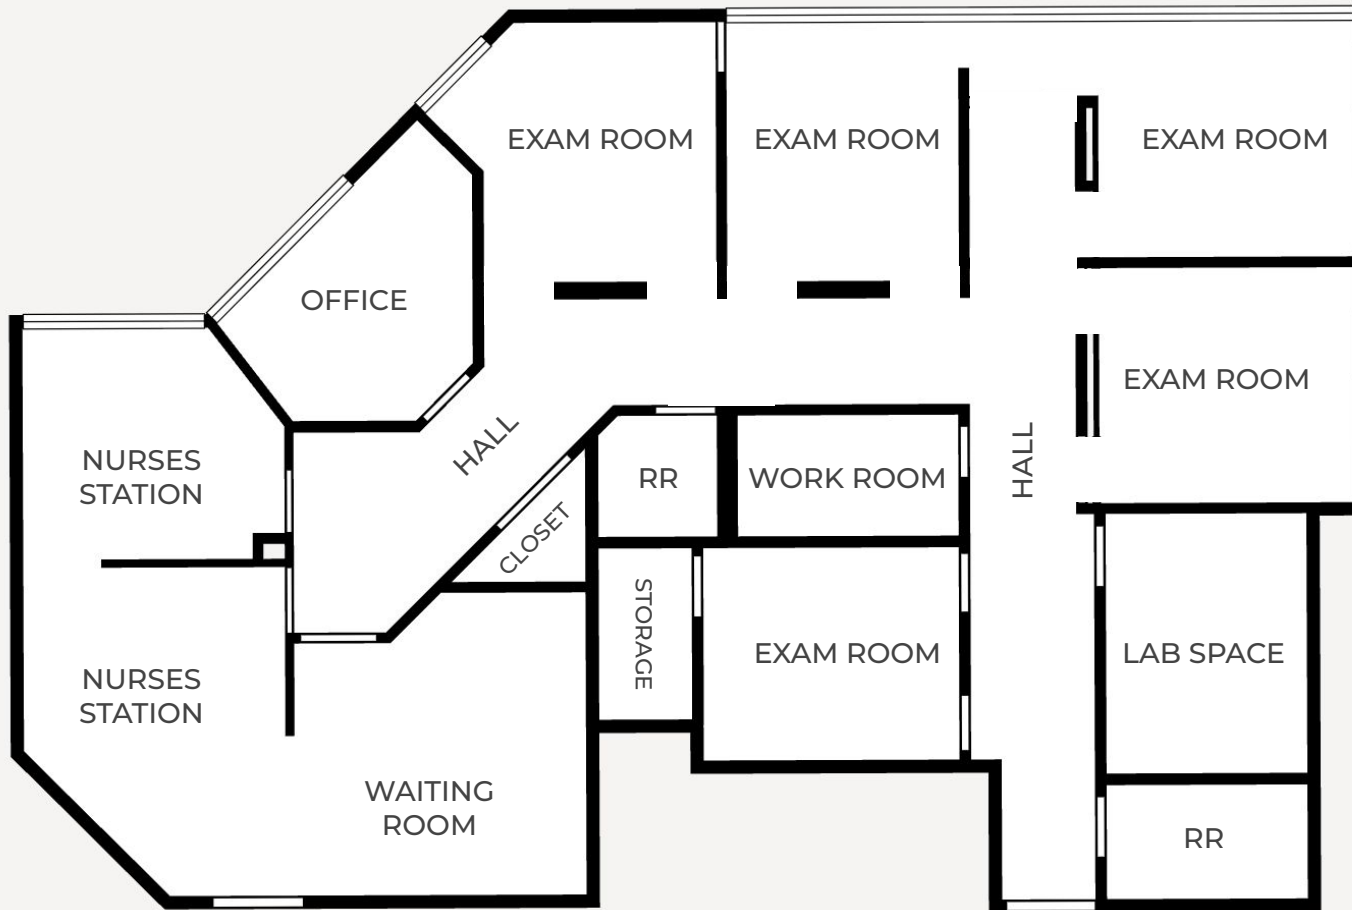 EXAM ROOM
EXAM ROOM
EXAM ROOM
OFFICE
EXAM ROOM
HALL
HALL
NURSES
STATION
RR
WORK ROOM
CLOSET
STORAGE
EXAM ROOM
LAB SPACE
NURSES
STATION
WAITING
ROOM
RR